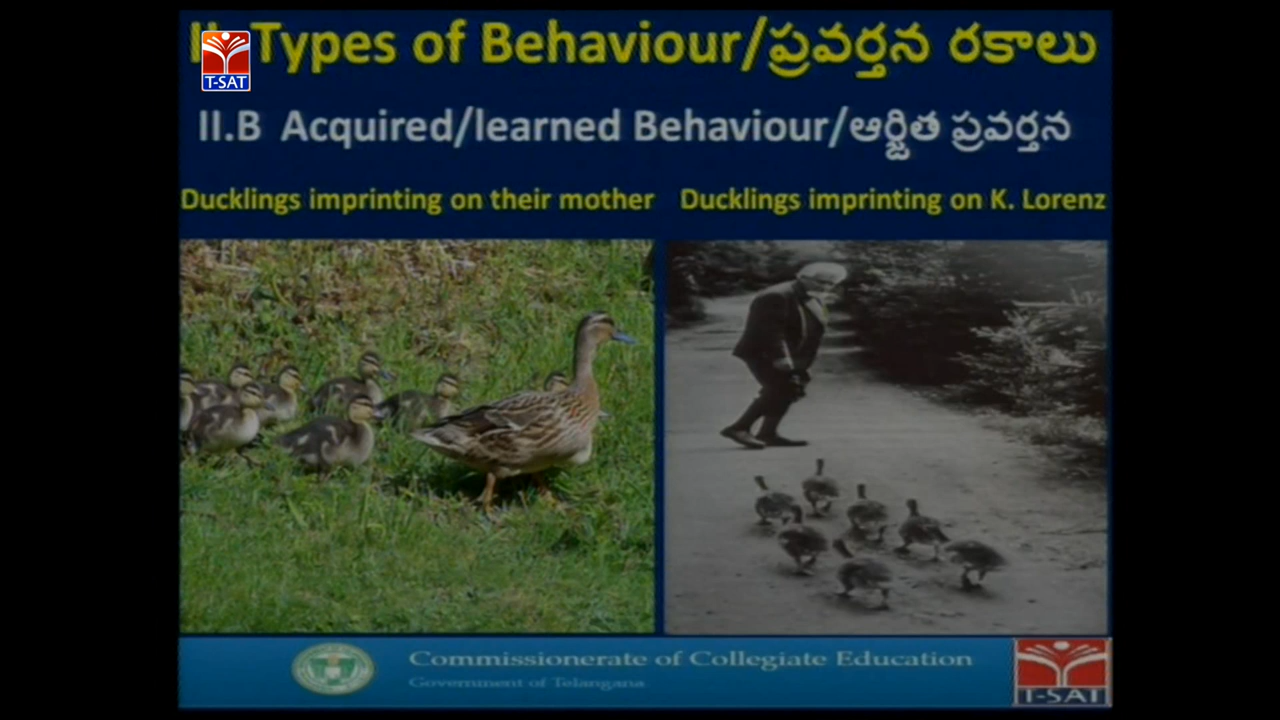 Types of Behaviour/ప్రవర్తన రకాలు
T-SAT
II.B Acquired/learned Behaviour/ఆర్జిత ప్రవర్తన
Ducklings imprinting on their mother
Ducklings imprinting on K. Lorenz
Commissionerate of Collegiate Education
Government of Telangana
T-SAT